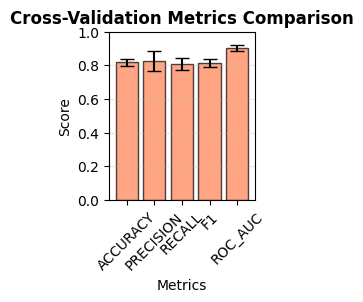 Cross-Validation Metrics Comparison
1.0
0.8
0.6
0.4
0.2
0.0
Score
ACCURACY
PRECISION
RECALL
F1
ROC_AUC
Metrics